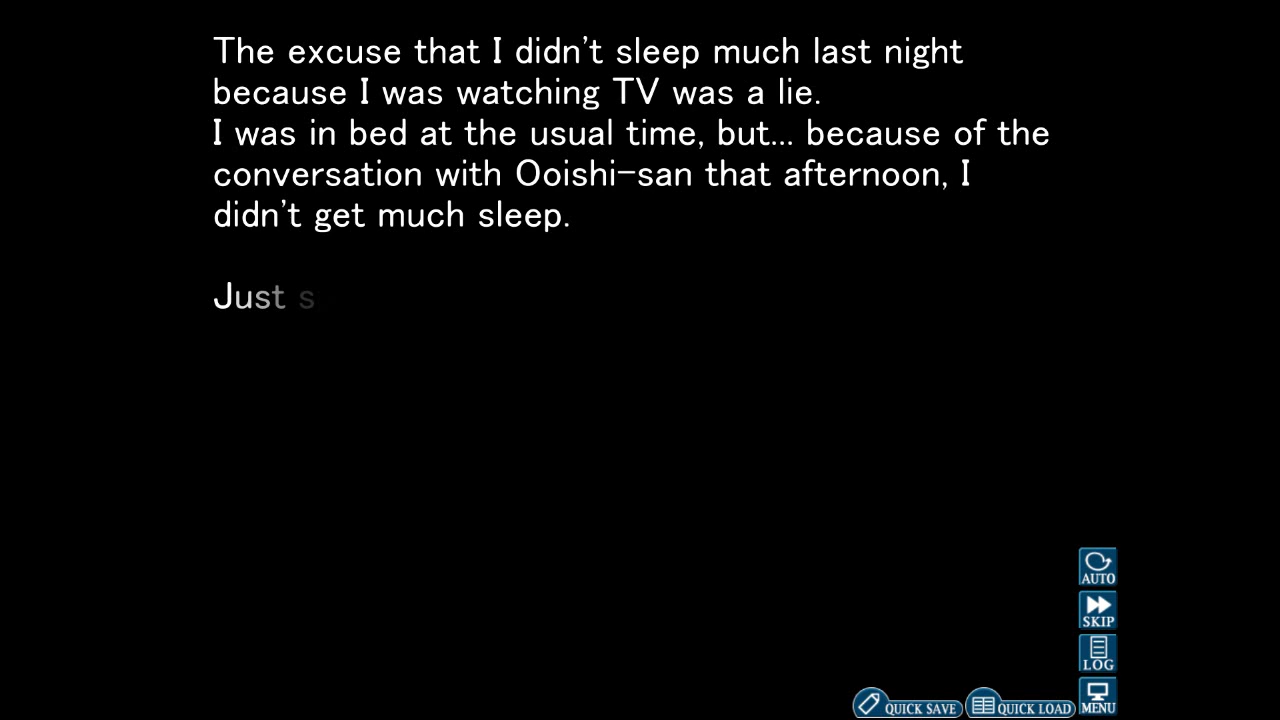 The excuse that I didn't sleep much last night
because I was watching TV was a lie.
I was in bed at the usual time, but... because of the
conversation with Ooishi-san that afternoon, I
didn't get much sleep.
Just s
AUTO
SKIP
LOG
MENU
QUICK SAVE
QUICK LOAD